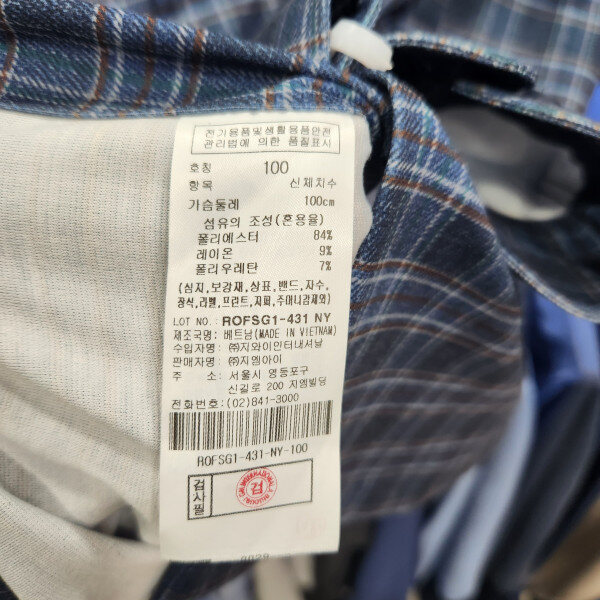 전기용품및생활용품안전
관리법에 의한 품질표시
호칭 100
항목 신체치수
가슴둘레 100cm
섬유의 조성(혼용율)
폴리에스터 84%
레이온 9%
폴리우레탄 7%
(심지,보강재,상표,밴드,자수,
장식,라벨,프린트,지퍼,주머니감제외)
LOT NO.: ROFSG1-431 NY
제조국명: 베트남(MADE IN VIETNAM)
수입자명: ㈜지와이인터내셔날
판매자명: ㈜지엠아이
주 소: 서울시 영등포구
신길로 200 지엠빌딩
전화번호: (02)841-3000
ROFSG1-431-NY-100
검사필
검